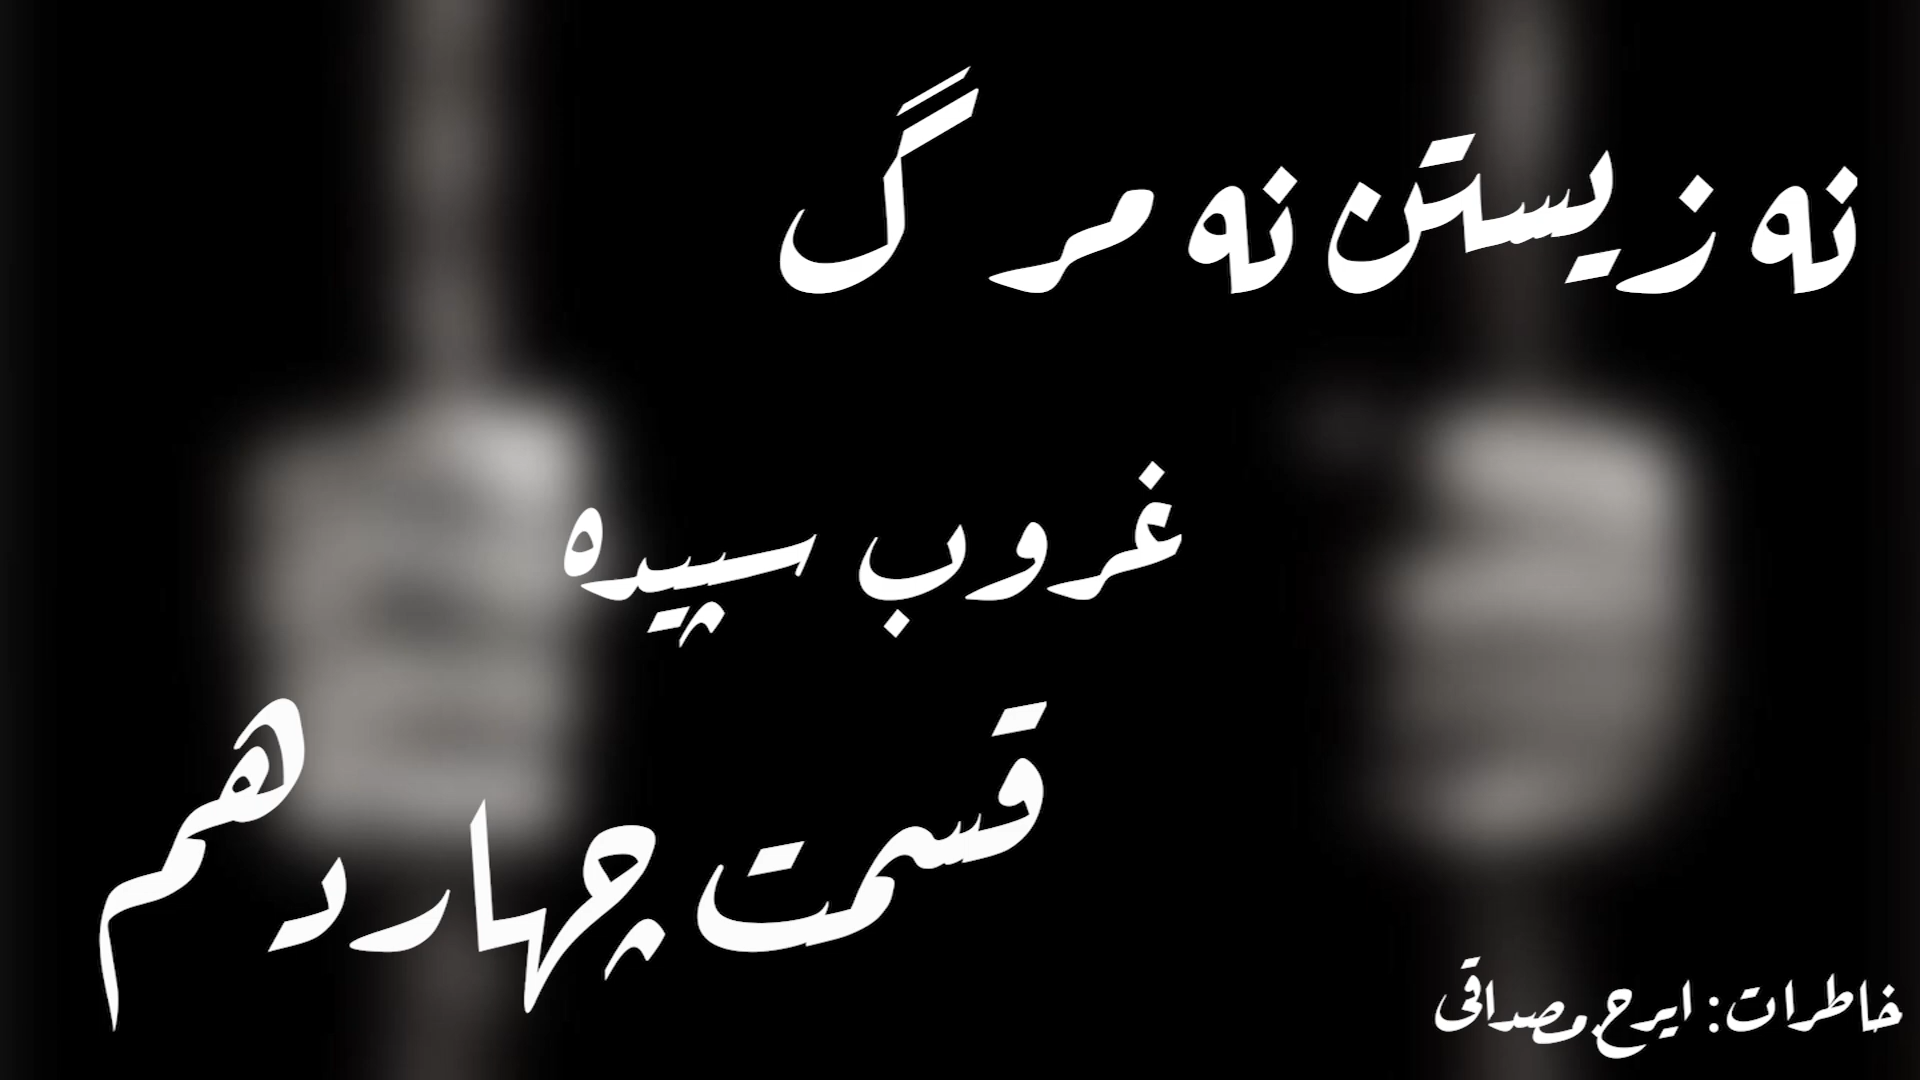 نه زیستن نه مرگ
غروب سپیده
قسمت چهاردهم
خاطرات: ایرج مصداقی